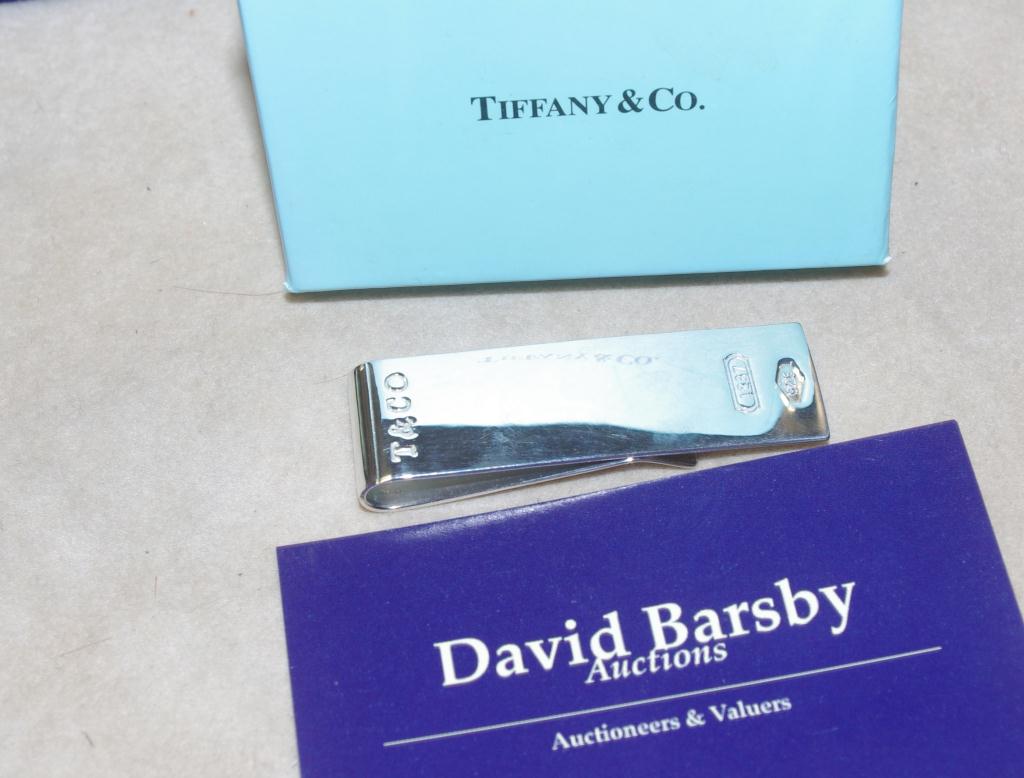 TIFFANY & CO.
TIFFANY & CO.
T&CO
1837
925
David Barsby
Auctions
Auctioneers & Valuers